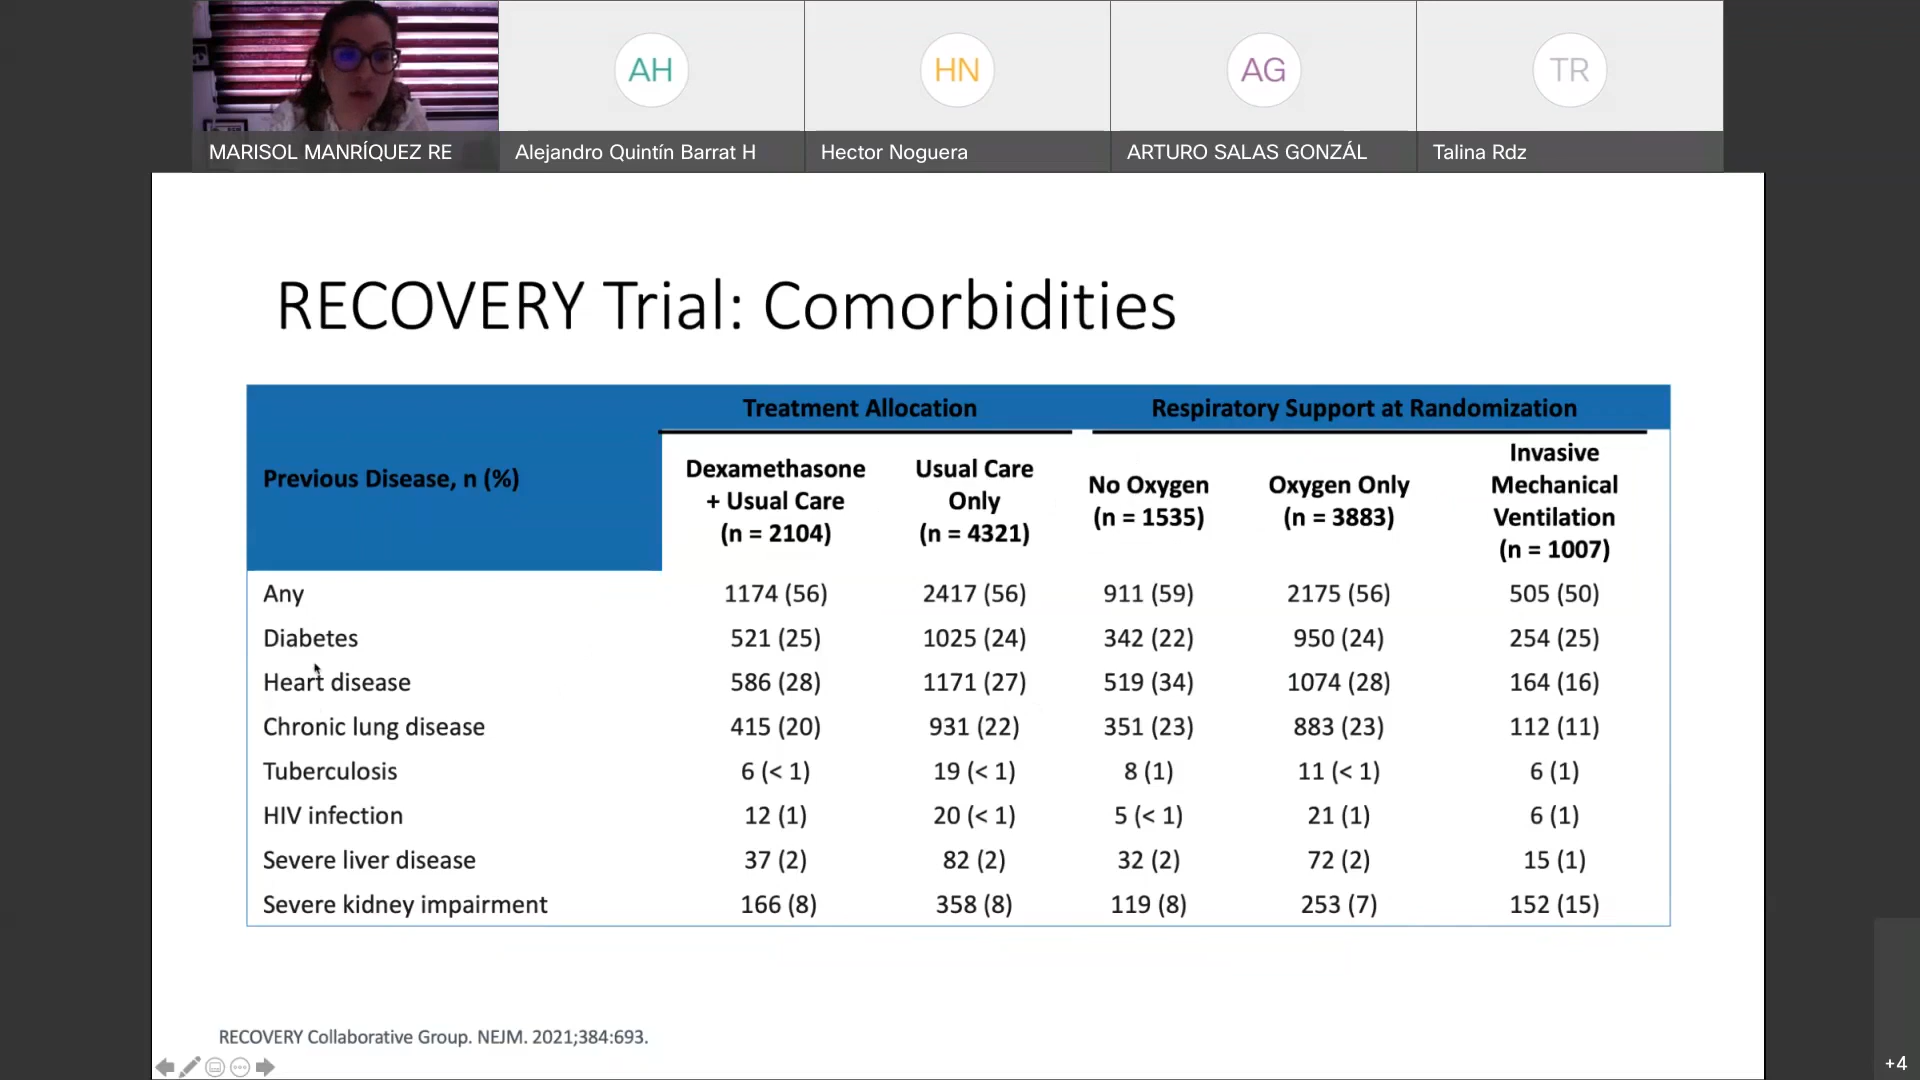 AH
HN
AG
TR
MARISOL MANRÍQUEZ RE
Alejandro Quintín Barrat H
Hector Noguera
ARTURO SALAS GONZÁL
Talina Rdz
RECOVERY Trial: Comorbidities
Previous Disease, n (%)
Treatment Allocation
Respiratory Support at Randomization
Dexamethasone
+ Usual Care
(n = 2104)
Usual Care
Only
(n = 4321)
No Oxygen
(n = 1535)
Oxygen Only
(n = 3883)
Invasive
Mechanical
Ventilation
(n = 1007)
Any 1174 (56) 2417 (56) 911 (59) 2175 (56) 505 (50)
Diabetes 521 (25) 1025 (24) 342 (22) 950 (24) 254 (25)
Heart disease 586 (28) 1171 (27) 519 (34) 1074 (28) 164 (16)
Chronic lung disease 415 (20) 931 (22) 351 (23) 883 (23) 112 (11)
Tuberculosis 6 (< 1) 19 (< 1) 8 (1) 11 (< 1) 6 (1)
HIV infection 12 (1) 20 (< 1) 5 (< 1) 21 (1) 6 (1)
Severe liver disease 37 (2) 82 (2) 32 (2) 72 (2) 15 (1)
Severe kidney impairment 166 (8) 358 (8) 119 (8) 253 (7) 152 (15)
RECOVERY Collaborative Group. NEJM. 2021;384:693.
+4